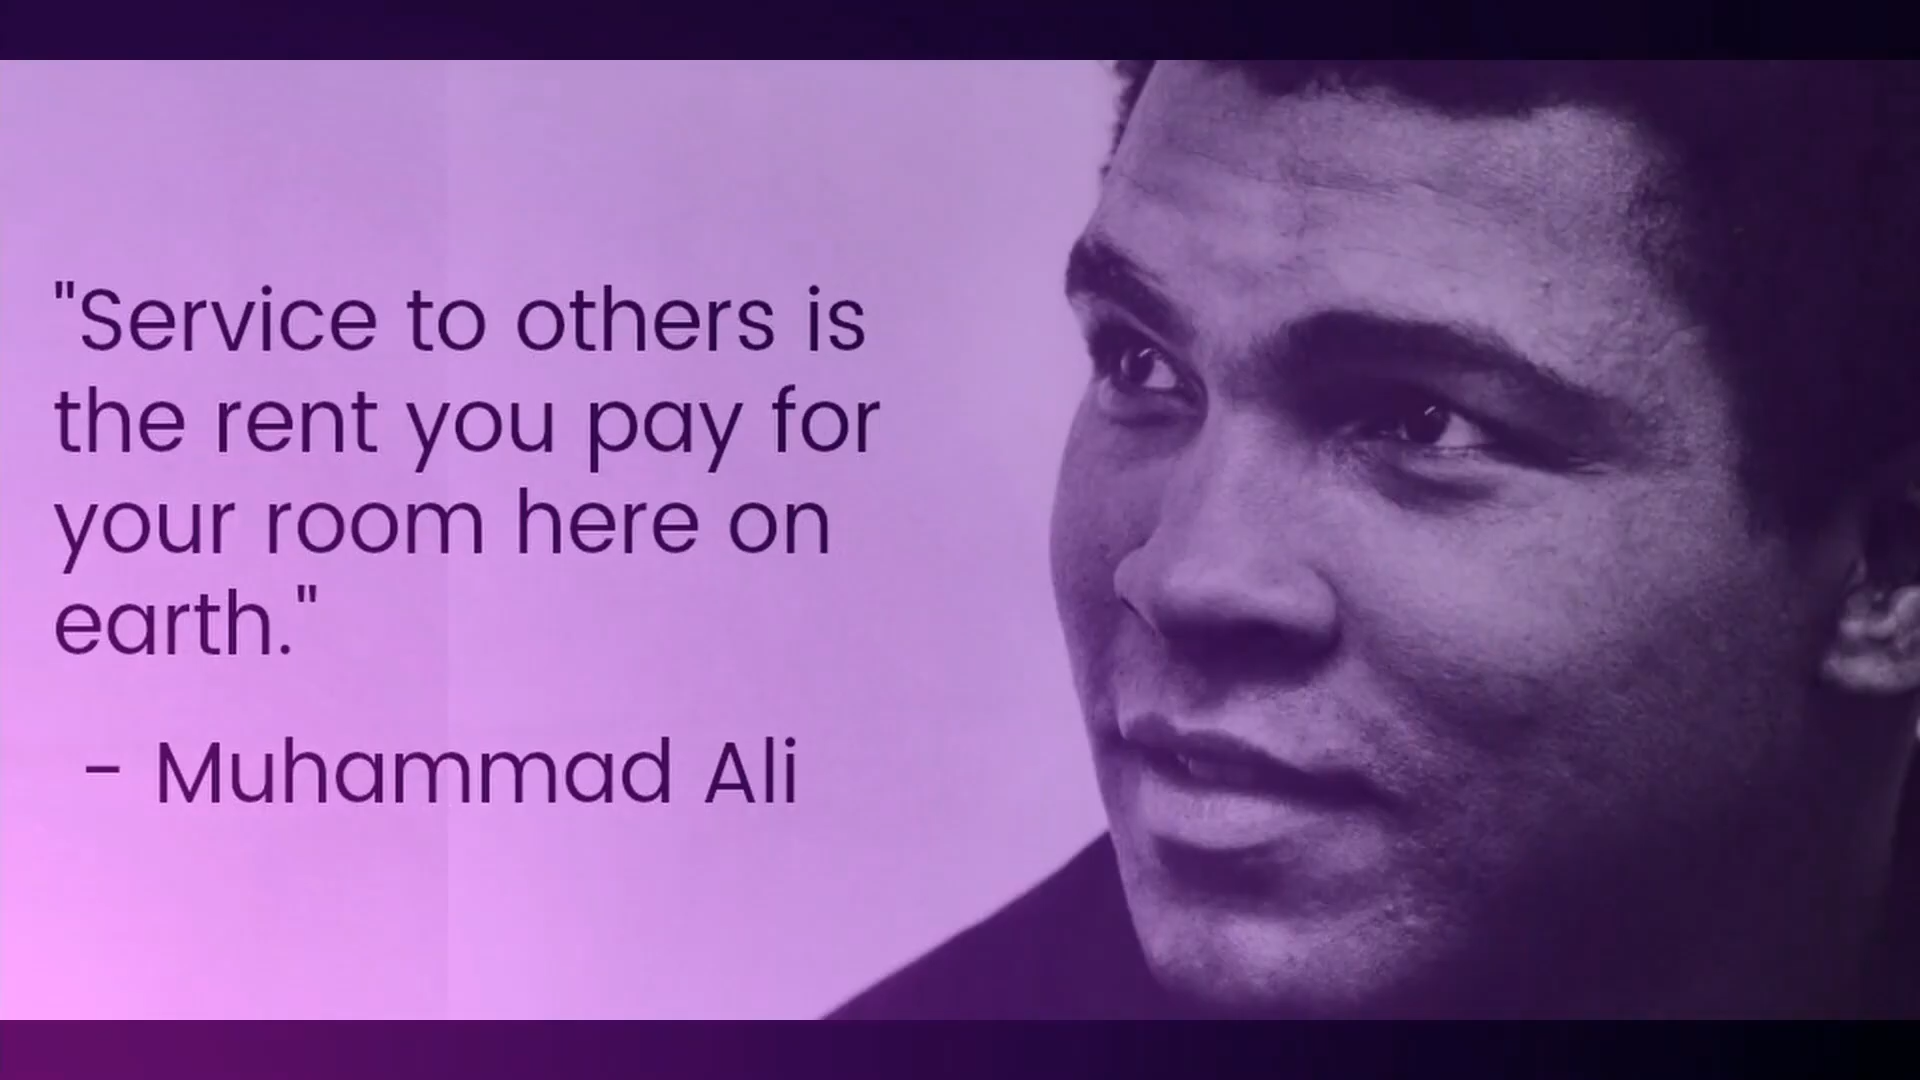 "Service to others is
the rent you pay for
your room here on
earth."
- Muhammad Ali